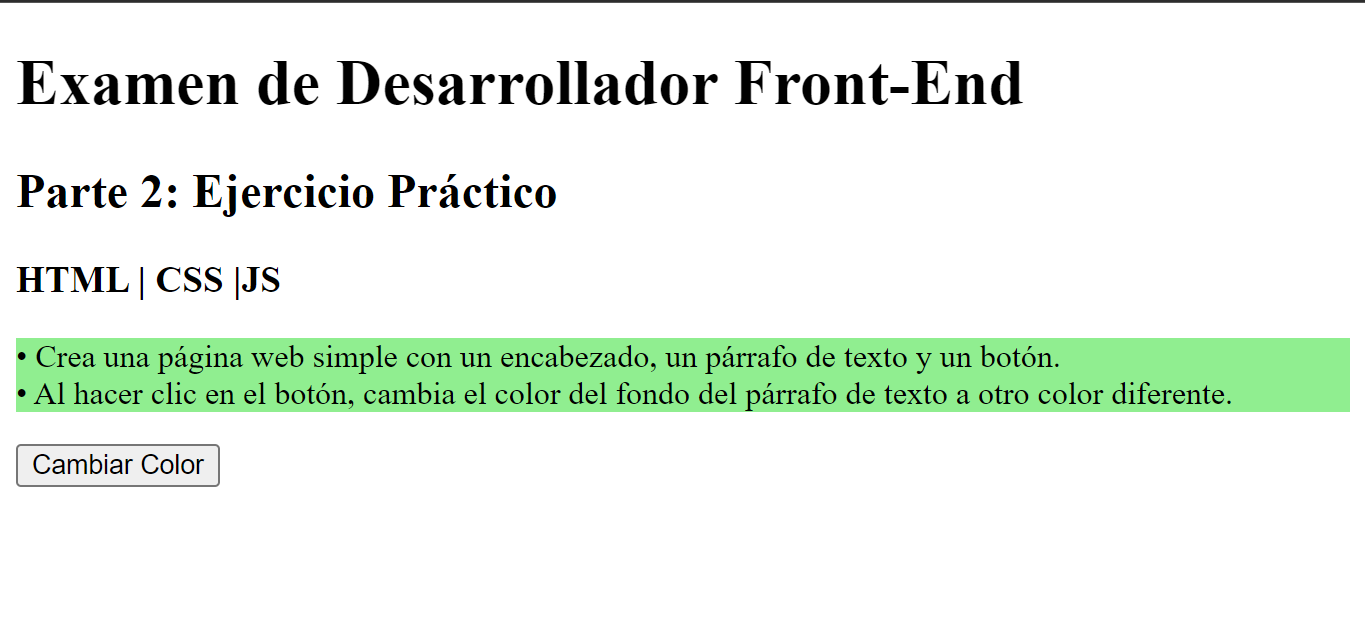 Examen de Desarrollador Front-End
Parte 2: Ejercicio Práctico
HTML | CSS |JS
• Crea una página web simple con un encabezado, un párrafo de texto y un botón.
• Al hacer clic en el botón, cambia el color del fondo del párrafo de texto a otro color diferente.
Cambiar Color